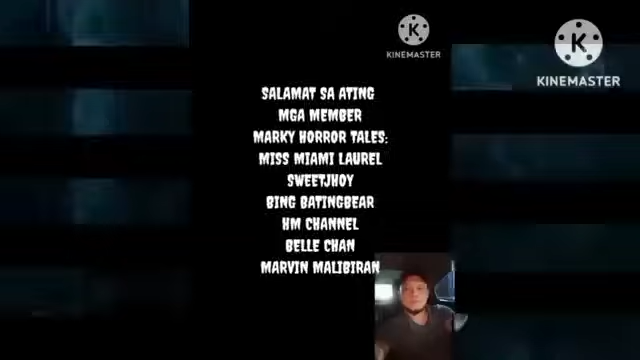 KINEMASTER
KINEMASTER
SALAMAT SA ATING
MGA MEMBER
MARKY HORROR TALES:
MISS MIAMI LAUREL
SWEETJHOY
BING BATINGBEAR
HM CHANNEL
BELLE CHAN
MARVIN MALIBIRAN